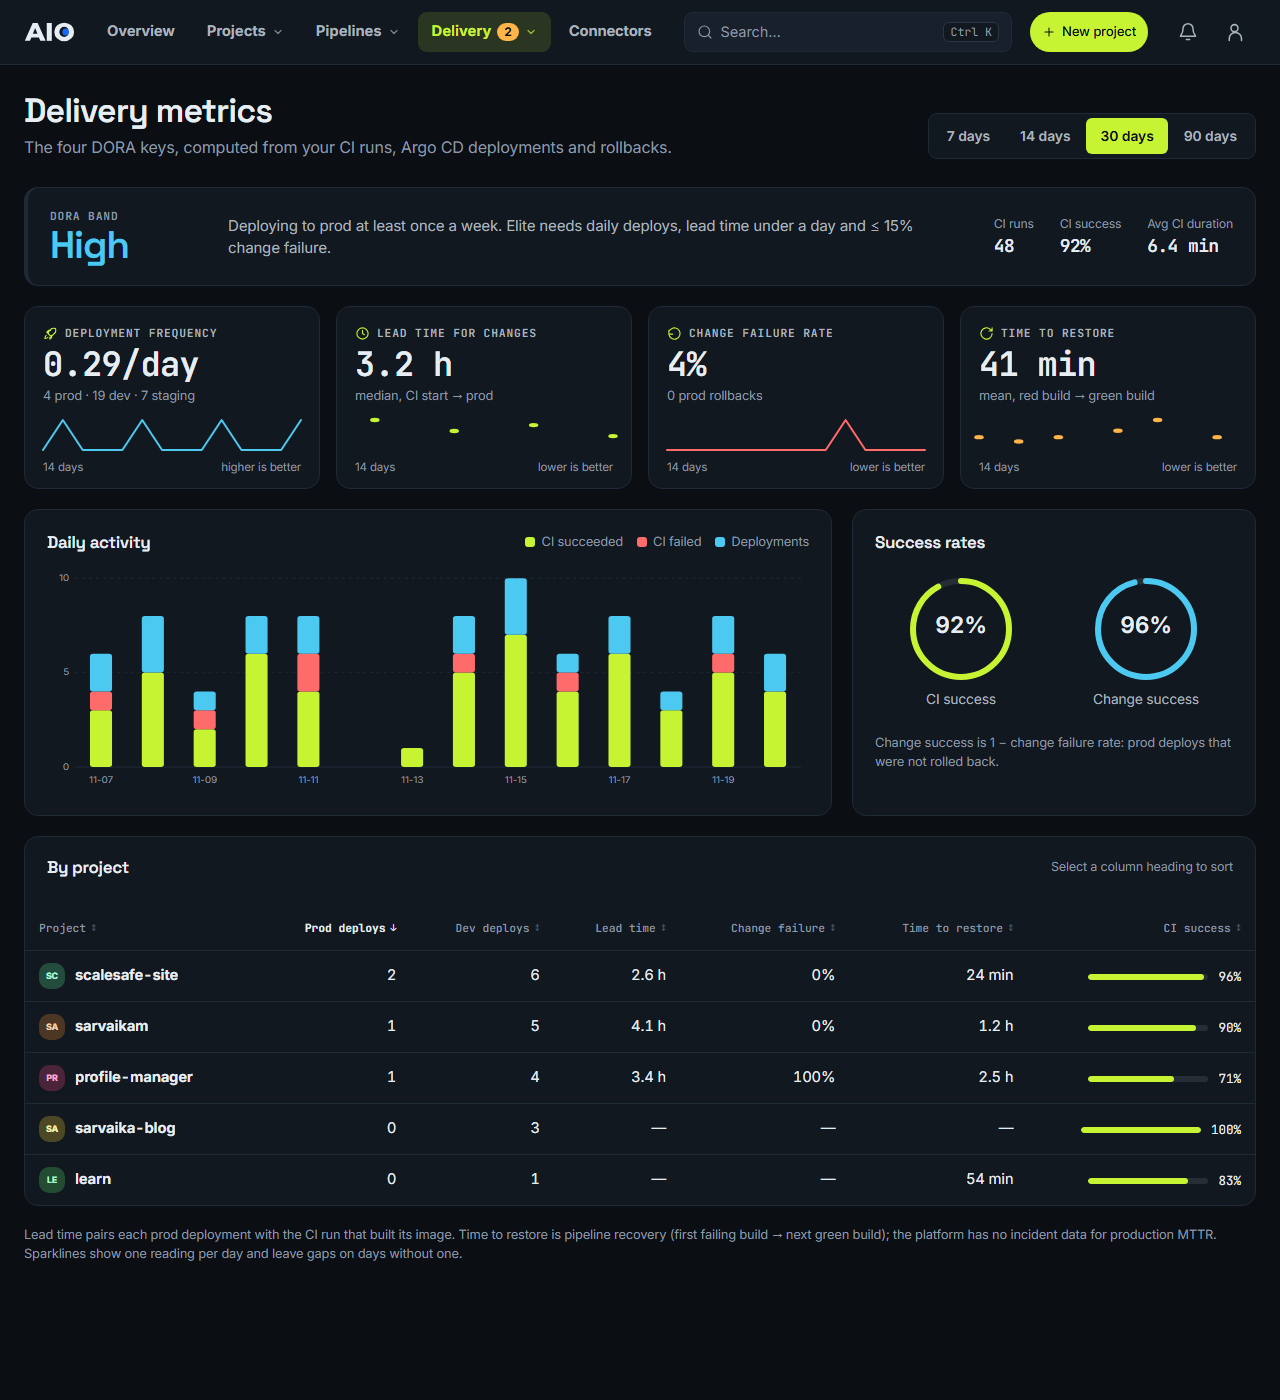 AIO
Overview
Projects
Pipelines
Delivery 2
Connectors
Search...
Ctrl K
New project
Delivery metrics
The four DORA keys, computed from your CI runs, Argo CD deployments and rollbacks.
7 days
14 days
30 days
90 days
DORA BAND
High
Deploying to prod at least once a week. Elite needs daily deploys, lead time under a day and ≤ 15%
change failure.
CI runs
48
CI success
92%
Avg CI duration
6.4 min
DEPLOYMENT FREQUENCY
0.29/day
4 prod · 19 dev · 7 staging
14 days
higher is better
LEAD TIME FOR CHANGES
3.2 h
median, CI start → prod
14 days
lower is better
CHANGE FAILURE RATE
4%
0 prod rollbacks
14 days
lower is better
TIME TO RESTORE
41 min
mean, red build → green build
14 days
lower is better
Daily activity
CI succeeded
CI failed
Deployments
10
5
0
11-07
11-09
11-11
11-13
11-15
11-17
11-19
Success rates
92%
CI success
96%
Change success
Change success is 1 − change failure rate: prod deploys that
were not rolled back.
By project
Select a column heading to sort
Project ↕
Prod deploys ↓
Dev deploys ↕
Lead time ↕
Change failure ↕
Time to restore ↕
CI success ↕
SC scalesafe-site 2 6 2.6 h 0% 24 min 96%
SA sarvaikam 1 5 4.1 h 0% 1.2 h 90%
PR profile-manager 1 4 3.4 h 100% 2.5 h 71%
SA sarvaika-blog 0 3 — — — 100%
LE learn 0 1 — — 54 min 83%
Lead time pairs each prod deployment with the CI run that built its image. Time to restore is pipeline recovery (first failing build → next green build); the platform has no incident data for production MTTR.
Sparklines show one reading per day and leave gaps on days without one.